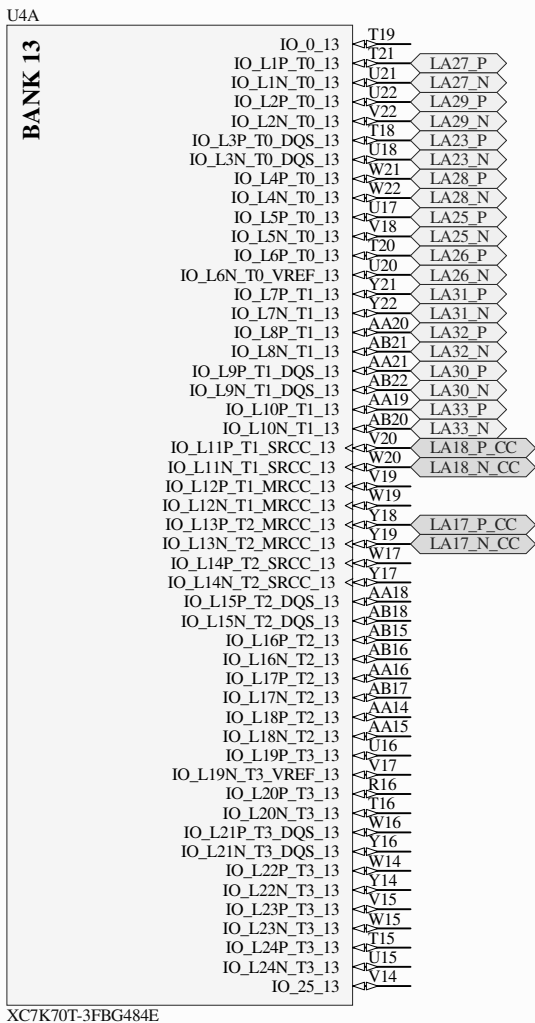 U4A
BANK 13
IO_0_13 T19
IO_L1P_T0_13 T21 LA27_P
IO_L1N_T0_13 U21 LA27_N
IO_L2P_T0_13 U22 LA29_P
IO_L2N_T0_13 V22 LA29_N
IO_L3P_T0_DQS_13 T18 LA23_P
IO_L3N_T0_DQS_13 U18 LA23_N
IO_L4P_T0_13 W21 LA28_P
IO_L4N_T0_13 W22 LA28_N
IO_L5P_T0_13 U17 LA25_P
IO_L5N_T0_13 V18 LA25_N
IO_L6P_T0_13 T20 LA26_P
IO_L6N_T0_VREF_13 U20 LA26_N
IO_L7P_T1_13 Y21 LA31_P
IO_L7N_T1_13 Y22 LA31_N
IO_L8P_T1_13 AA20 LA32_P
IO_L8N_T1_13 AB21 LA32_N
IO_L9P_T1_DQS_13 AA21 LA30_P
IO_L9N_T1_DQS_13 AB22 LA30_N
IO_L10P_T1_13 AA19 LA33_P
IO_L10N_T1_13 AB20 LA33_N
IO_L11P_T1_SRCC_13 V20 LA18_P_CC
IO_L11N_T1_SRCC_13 W20 LA18_N_CC
IO_L12P_T1_MRCC_13 V19
IO_L12N_T1_MRCC_13 W19
IO_L13P_T2_MRCC_13 Y18 LA17_P_CC
IO_L13N_T2_MRCC_13 Y19 LA17_N_CC
IO_L14P_T2_SRCC_13 W17
IO_L14N_T2_SRCC_13 Y17
IO_L15P_T2_DQS_13 AA18
IO_L15N_T2_DQS_13 AB18
IO_L16P_T2_13 AB15
IO_L16N_T2_13 AB16
IO_L17P_T2_13 AA16
IO_L17N_T2_13 AB17
IO_L18P_T2_13 AA14
IO_L18N_T2_13 AA15
IO_L19P_T3_13 U16
IO_L19N_T3_VREF_13 V17
IO_L20P_T3_13 R16
IO_L20N_T3_13 T16
IO_L21P_T3_DQS_13 W16
IO_L21N_T3_DQS_13 Y16
IO_L22P_T3_13 W14
IO_L22N_T3_13 Y14
IO_L23P_T3_13 V15
IO_L23N_T3_13 W15
IO_L24P_T3_13 T15
IO_L24N_T3_13 U15
IO_25_13 V14
XC7K70T-3FBG484E